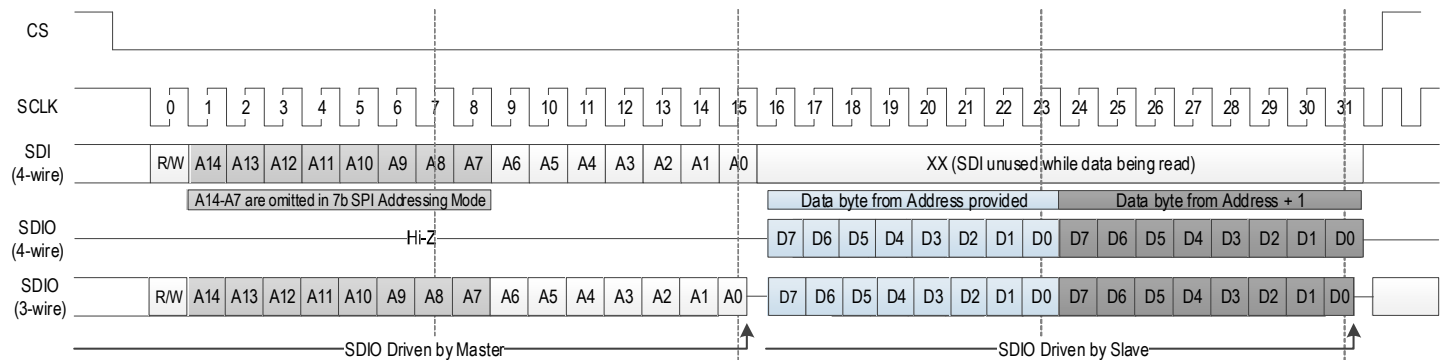 CS
SCLK 0 1 2 3 4 5 6 7 8 9 10 11 12 13 14 15 16 17 18 19 20 21 22 23 24 25 26 27 28 29 30 31
SDI
(4-wire)
R/W A14 A13 A12 A11 A10 A9 A8 A7 A6 A5 A4 A3 A2 A1 A0 XX (SDI unused while data being read)
A14-A7 are omitted in 7b SPI Addressing Mode
Data byte from Address provided
Data byte from Address + 1
SDIO
(4-wire)
Hi-Z
D7 D6 D5 D4 D3 D2 D1 D0 D7 D6 D5 D4 D3 D2 D1 D0
SDIO
(3-wire)
R/W A14 A13 A12 A11 A10 A9 A8 A7 A6 A5 A4 A3 A2 A1 A0 D7 D6 D5 D4 D3 D2 D1 D0 D7 D6 D5 D4 D3 D2 D1 D0
SDIO Driven by Master
SDIO Driven by Slave